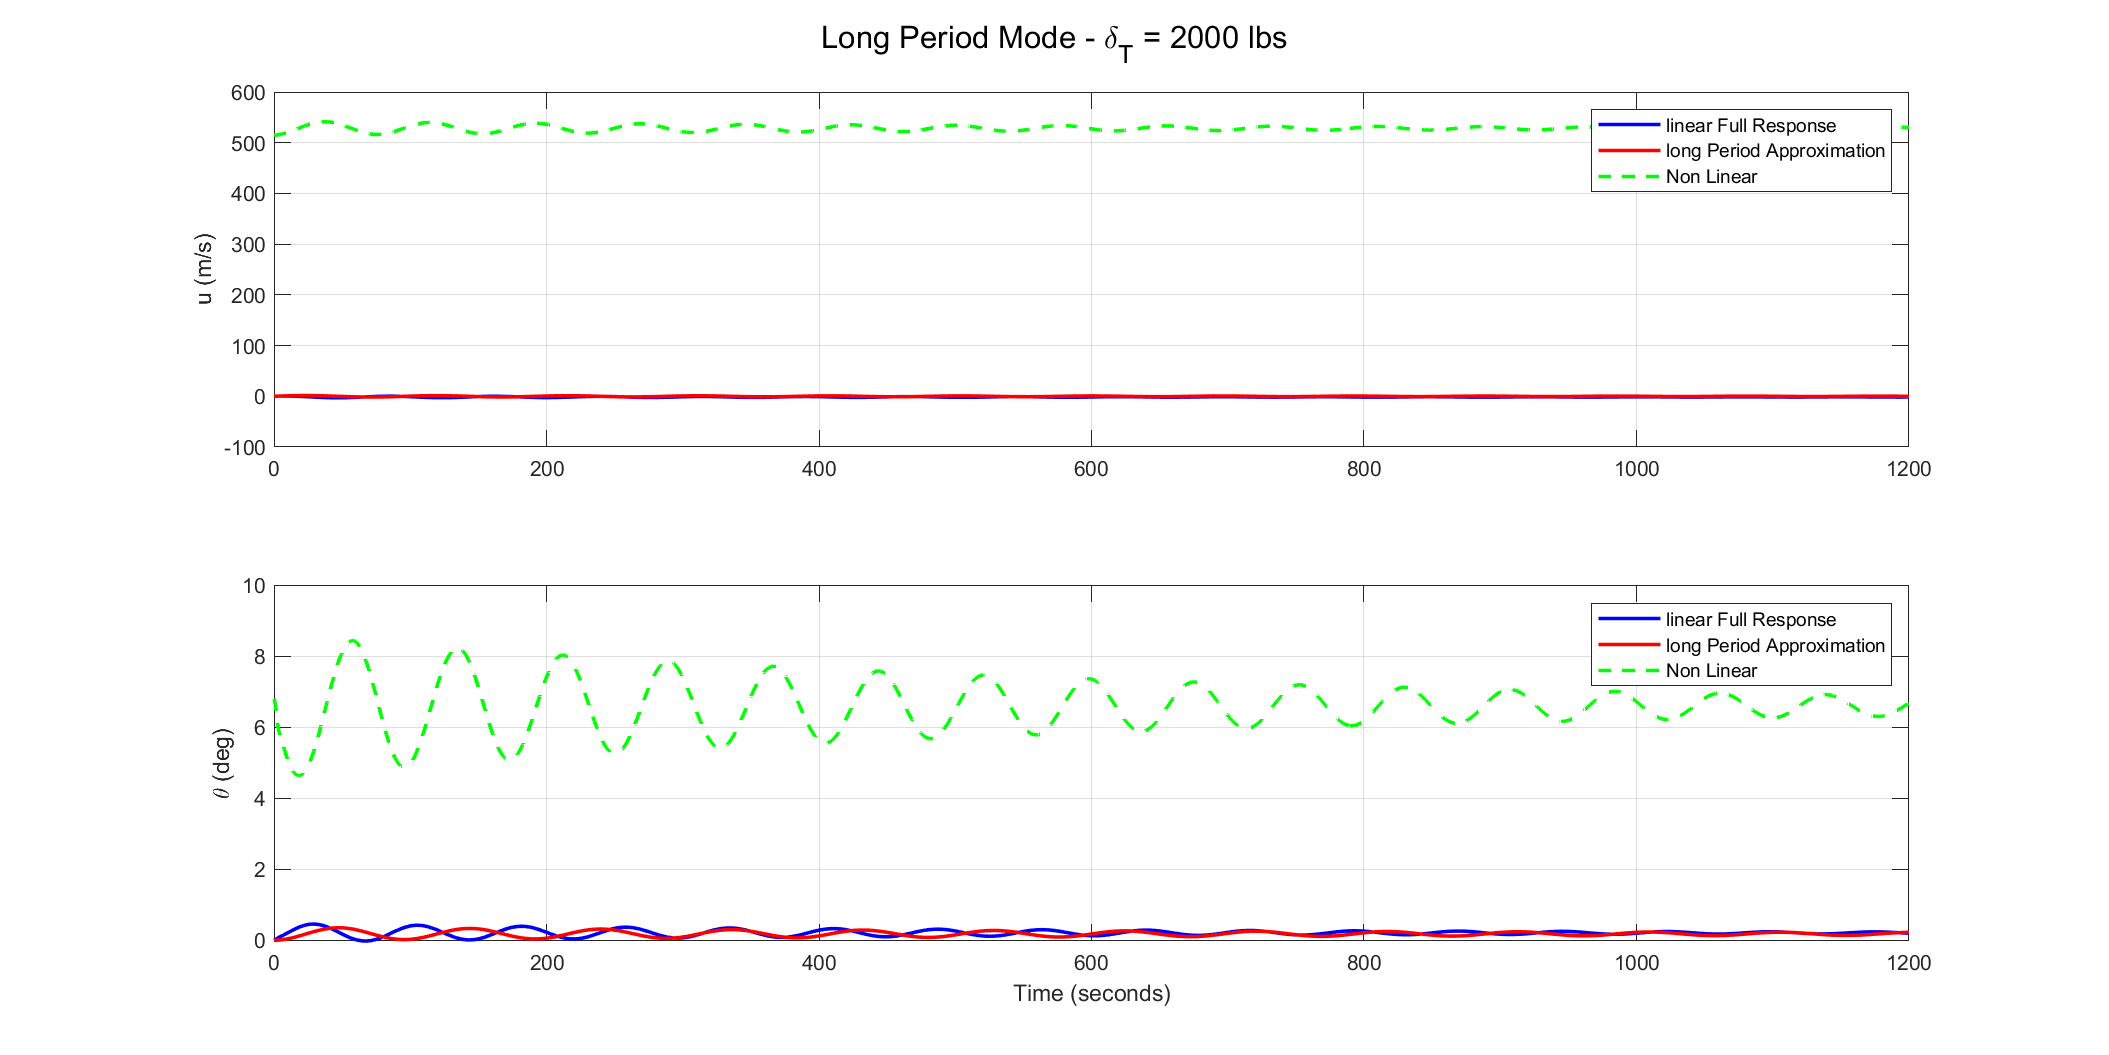 Long Period Mode - δT = 2000 lbs
600
500
400
300
200
100
0
-100
u (m/s)
linear Full Response
long Period Approximation
Non Linear
0 200 400 600 800 1000 1200
10
8
6
4
2
0
θ (deg)
linear Full Response
long Period Approximation
Non Linear
0 200 400 600 800 1000 1200
Time (seconds)